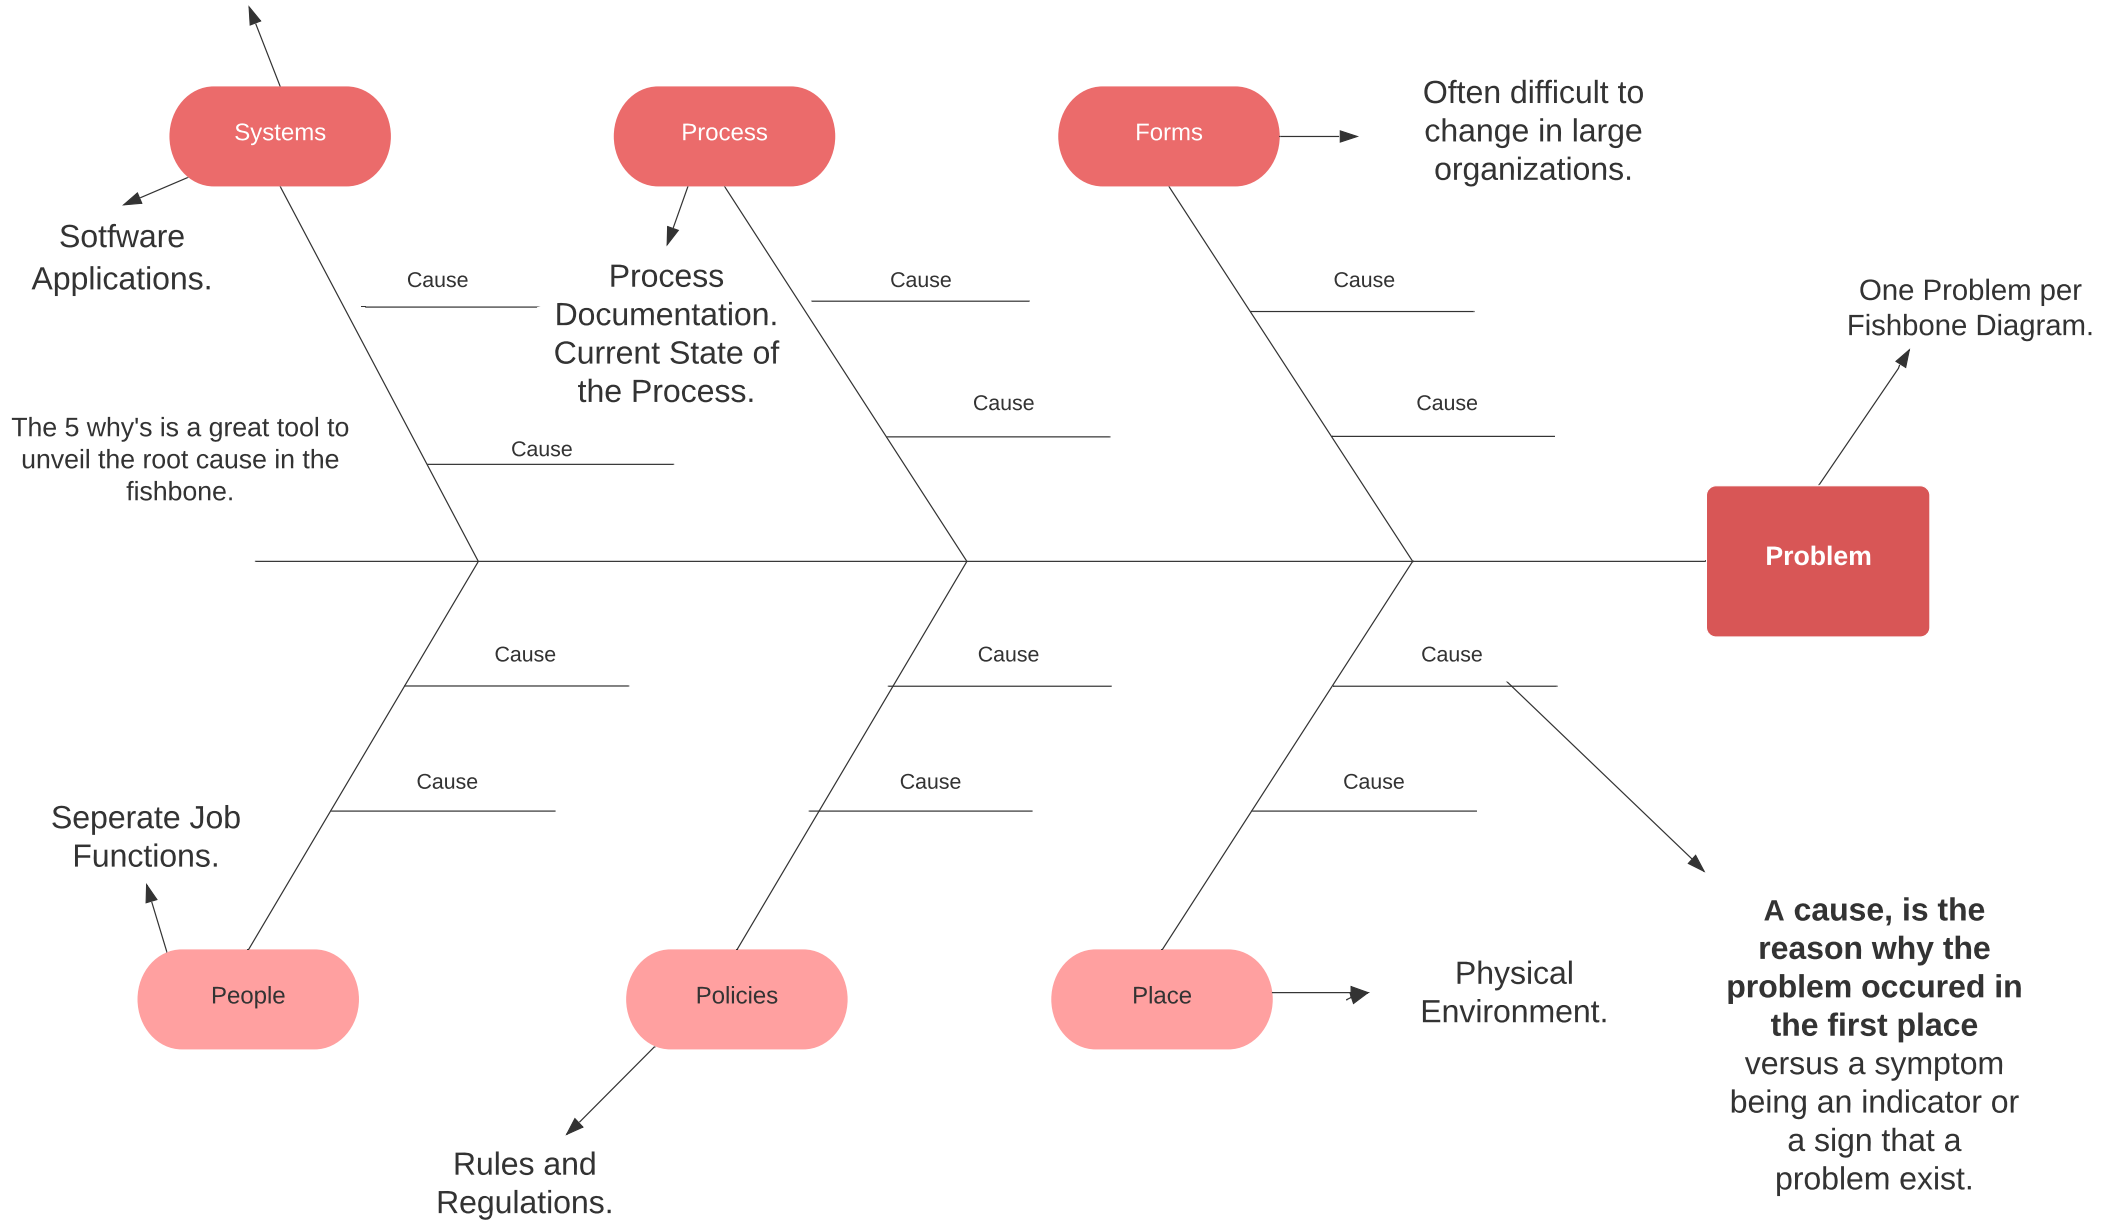 Systems
Process
Forms
Often difficult to
change in large
organizations.
Sotfware
Applications.
Cause
Process
Documentation.
Current State of
the Process.
Cause
Cause
One Problem per
Fishbone Diagram.
The 5 why's is a great tool to
unveil the root cause in the
fishbone.
Cause
Cause
Cause
Problem
Cause
Cause
Cause
Cause
Cause
Cause
Seperate Job
Functions.
People
Policies
Place
Physical
Environment.
A cause, is the
reason why the
problem occured in
the first place
versus a symptom
being an indicator or
a sign that a
problem exist.
Rules and
Regulations.